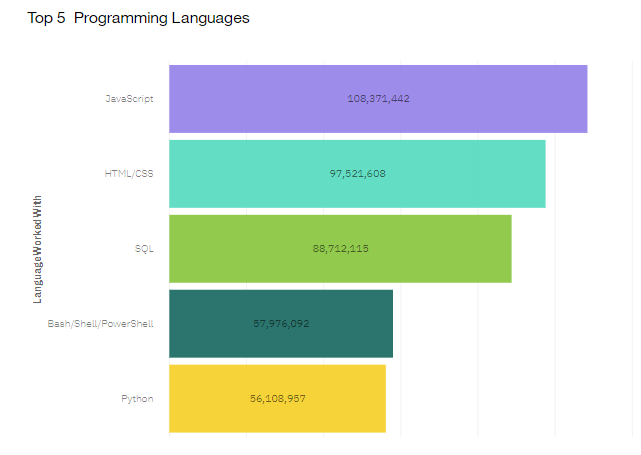 Top 5 Programming Languages
LanguageWorkedWith
JavaScript 108,371,442
HTML/CSS 97,521,608
SQL 88,712,115
Bash/Shell/PowerShell 57,976,092
Python 56,108,957